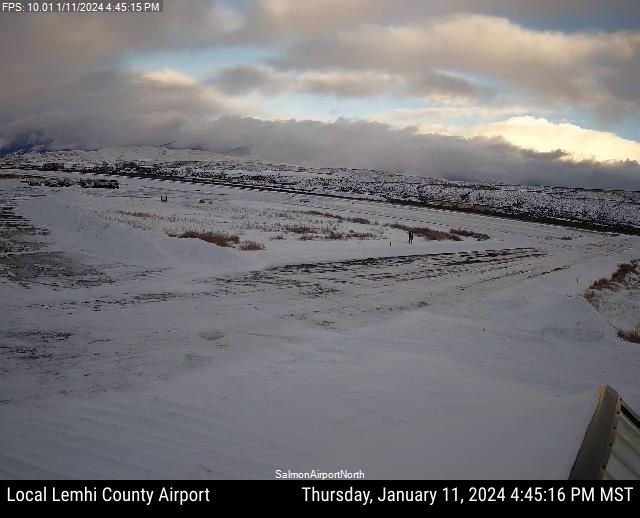 FPS: 10.01 1/11/2024 4:45:15 PM
SalmonAirportNorth
Local Lemhi County Airport Thursday, January 11, 2024 4:45:16 PM MST